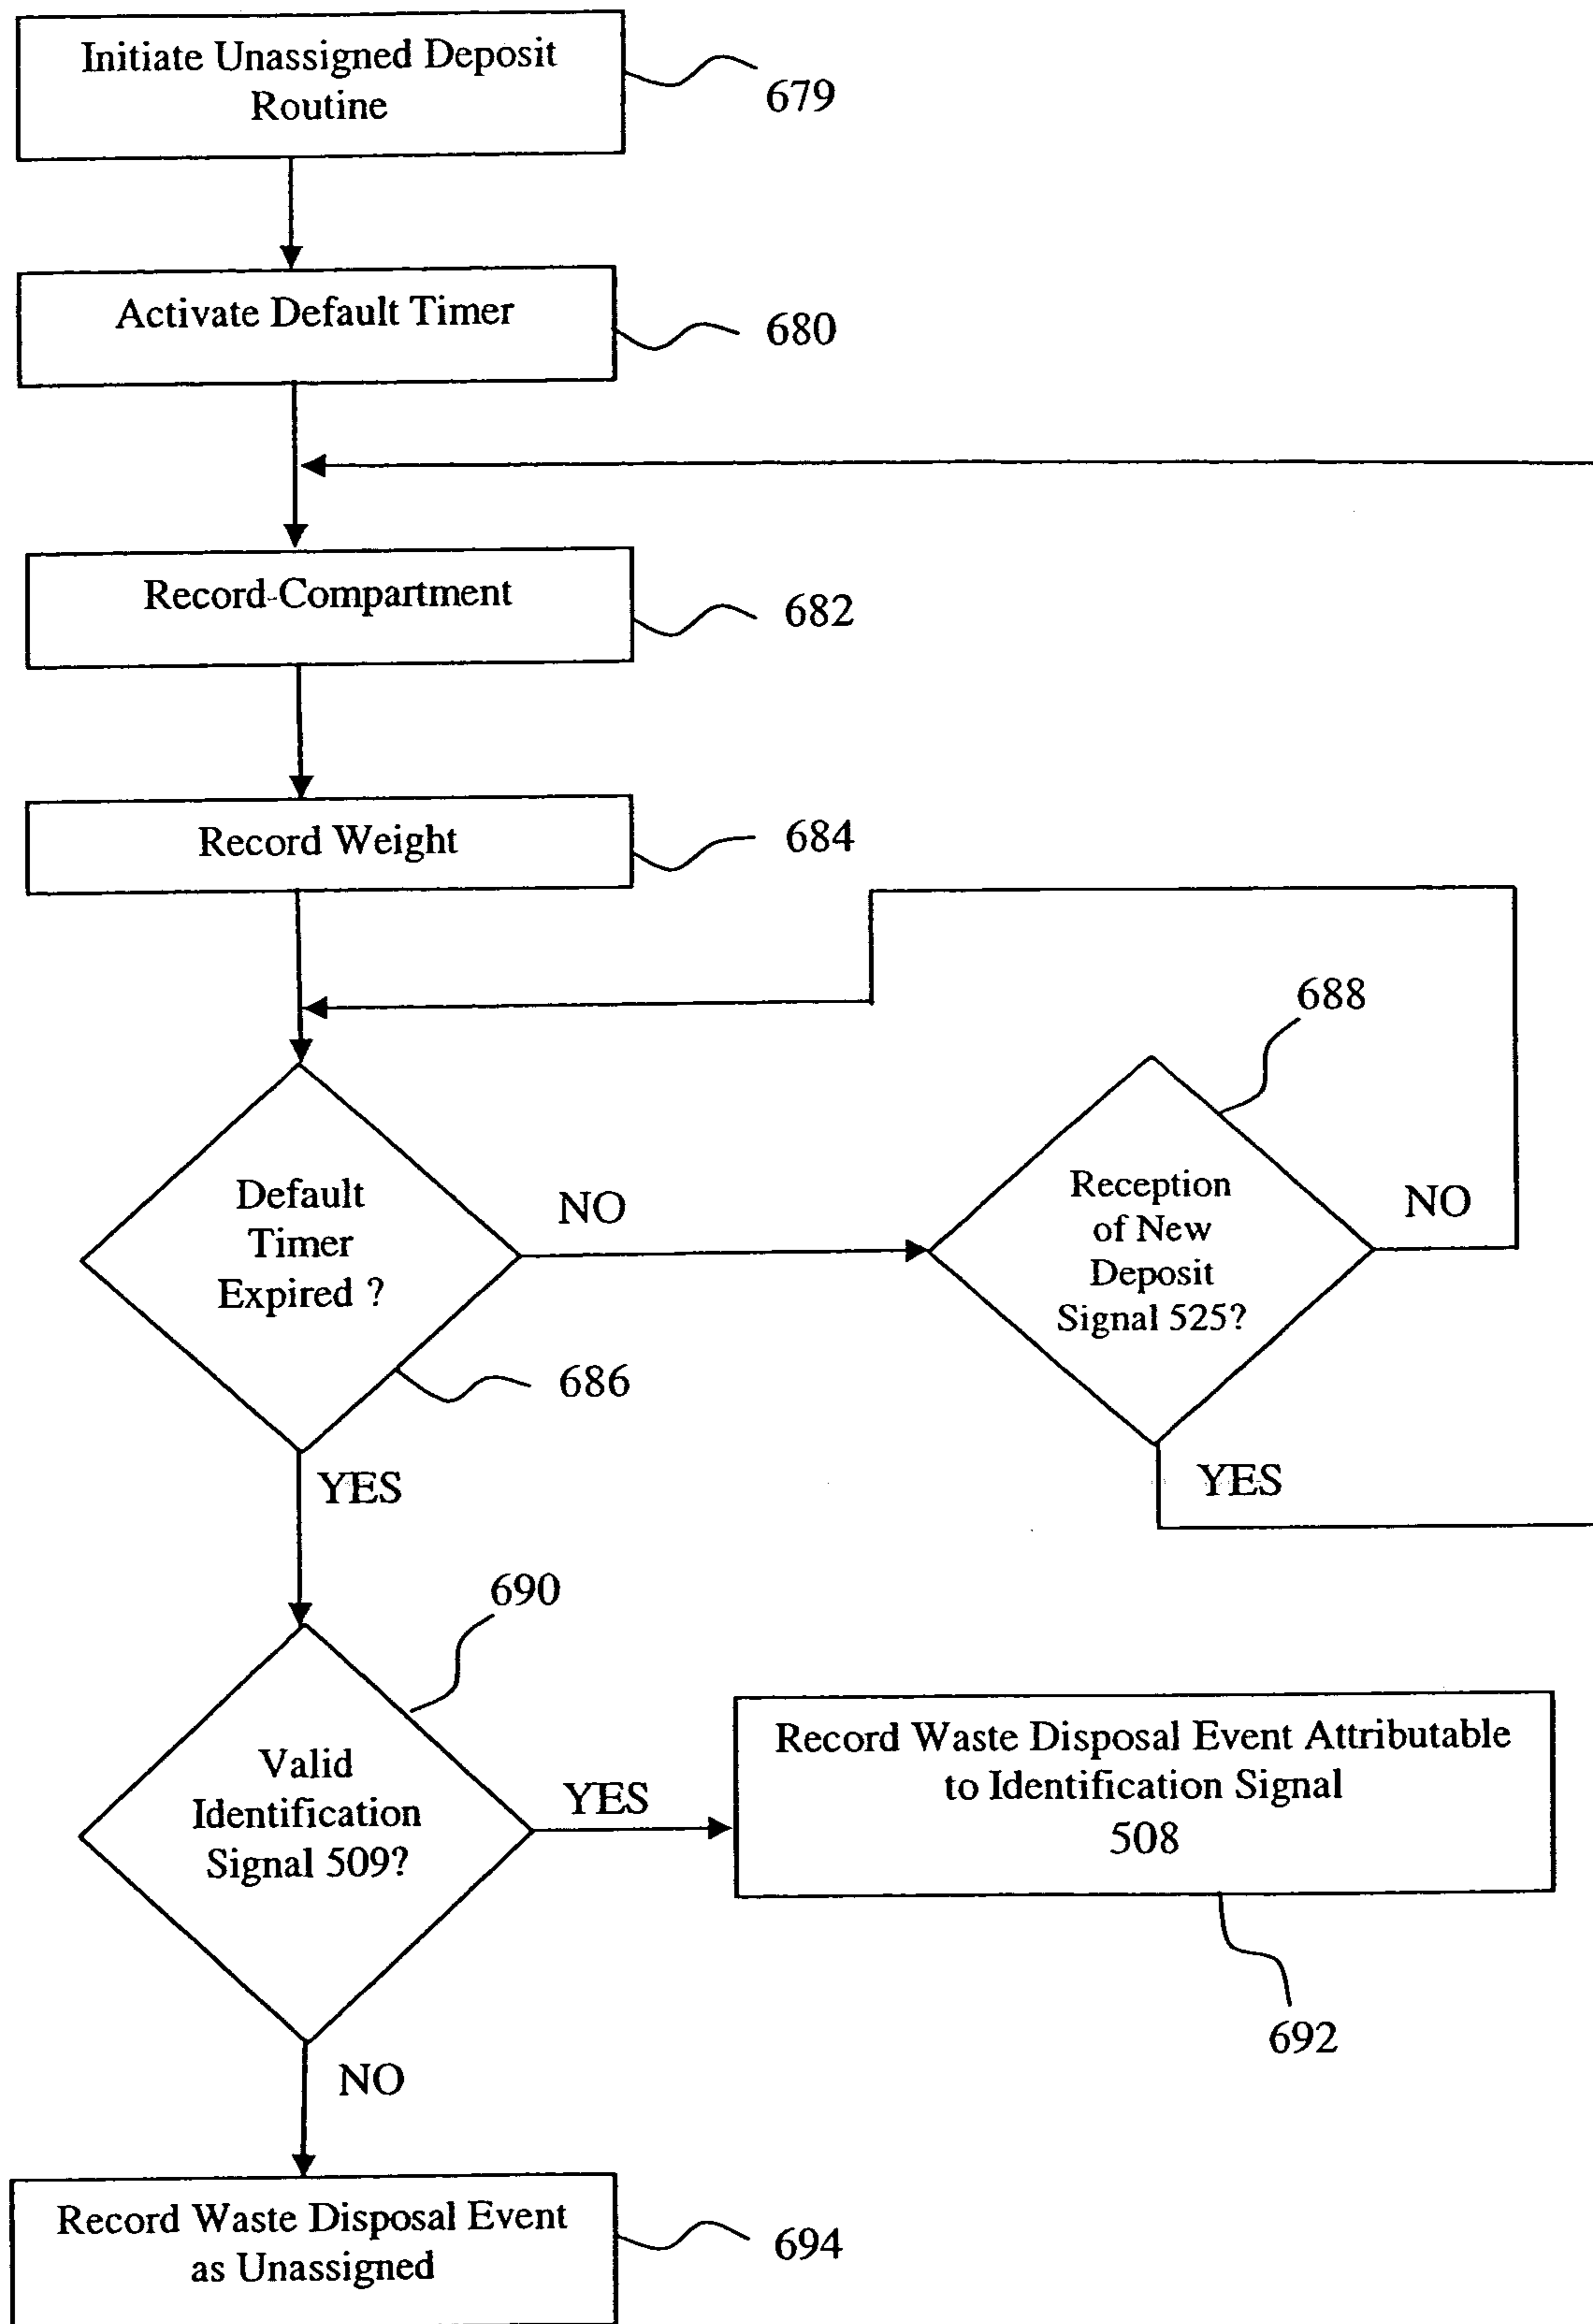 Initiate Unassigned Deposit
Routine
679
Activate Default Timer
680
Record-Compartment
682
Record Weight
684
688
Default
Timer
Expired ?
NO
Reception
of New
Deposit
Signal 525?
NO
686
YES
YES
690
Valid
Identification
Signal 509?
YES
Record Waste Disposal Event Attributable
to Identification Signal
508
692
NO
Record Waste Disposal Event
as Unassigned
694